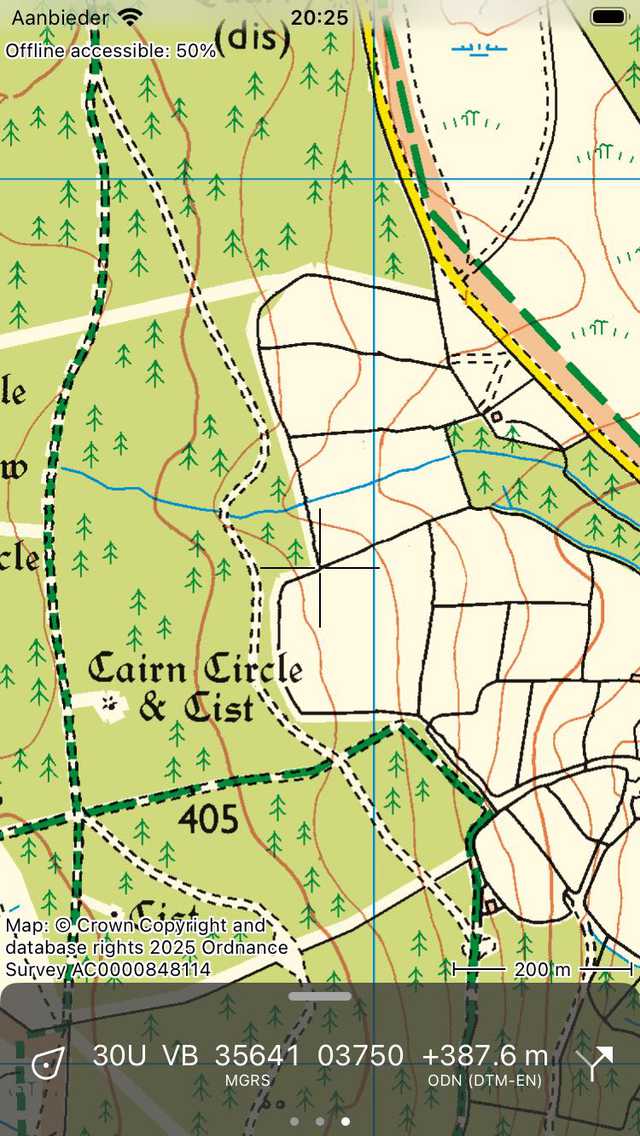 Aanbieder 20:25
Offline accessible: 50%
(dis)
le
w
cle
Cairn Circle
& Cist
405
Cist
Map: © Crown Copyright and
database rights 2025 Ordnance
Survey AC0000848114
200 m
30U VB 35641 03750 +387.6 m
MGRS ODN (DTM-EN)